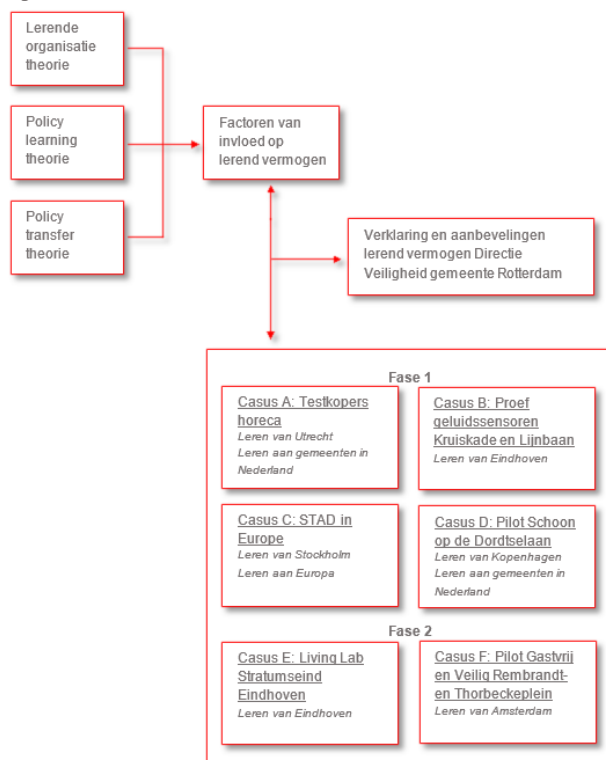 Lerende
organisatie
theorie
Policy
learning
theorie
Policy
transfer
theorie
Factoren van
invloed op
lerend vermogen
Verklaring en aanbevelingen
lerend vermogen Directie
Veiligheid gemeente Rotterdam
Fase 1
Casus A: Testkopers
horeca
Leren van Utrecht
Leren aan gemeenten in
Nederland
Casus B: Proef
geluidssensoren
Kruiskade en Lijnbaan
Leren van Eindhoven
Casus C: STAD in
Europe
Leren van Stockholm
Leren aan Europa
Casus D: Pilot Schoon
op de Dordtselaan
Leren van Kopenhagen
Leren aan gemeenten in
Nederland
Fase 2
Casus E: Living Lab
Stratumseind
Eindhoven
Leren van Eindhoven
Casus F: Pilot Gastvrij
en Veilig Rembrandt-
en Thorbeckeplein
Leren van Amsterdam